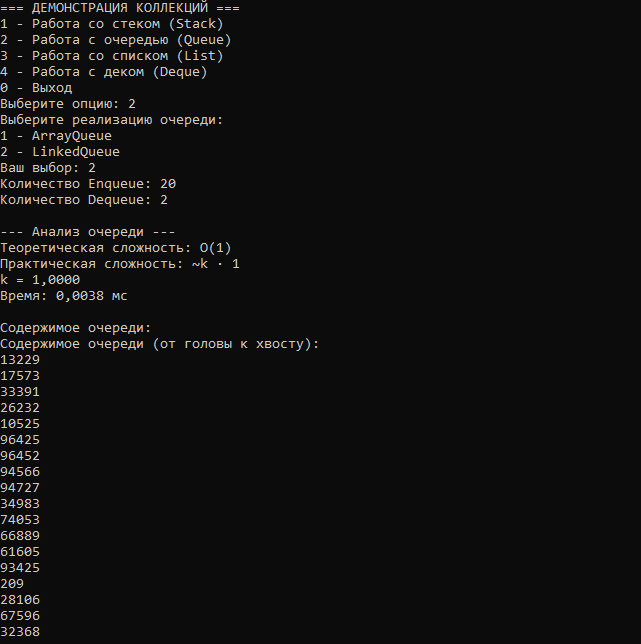 === ДЕМОНСТРАЦИЯ КОЛЛЕКЦИЙ ===
1 - Работа со стеком (Stack)
2 - Работа с очередью (Queue)
3 - Работа со списком (List)
4 - Работа с деком (Deque)
0 - Выход
Выберите опцию: 2
Выберите реализацию очереди:
1 - ArrayQueue
2 - LinkedQueue
Ваш выбор: 2
Количество Enqueue: 20
Количество Dequeue: 2
--- Анализ очереди ---
Теоретическая сложность: O(1)
Практическая сложность: ~k · 1
k = 1,0000
Время: 0,0038 мс
Содержимое очереди:
Содержимое очереди (от головы к хвосту):
13229
17573
33391
26232
10525
96425
96452
94566
94727
34983
74053
66889
61605
93425
209
28106
67596
32368